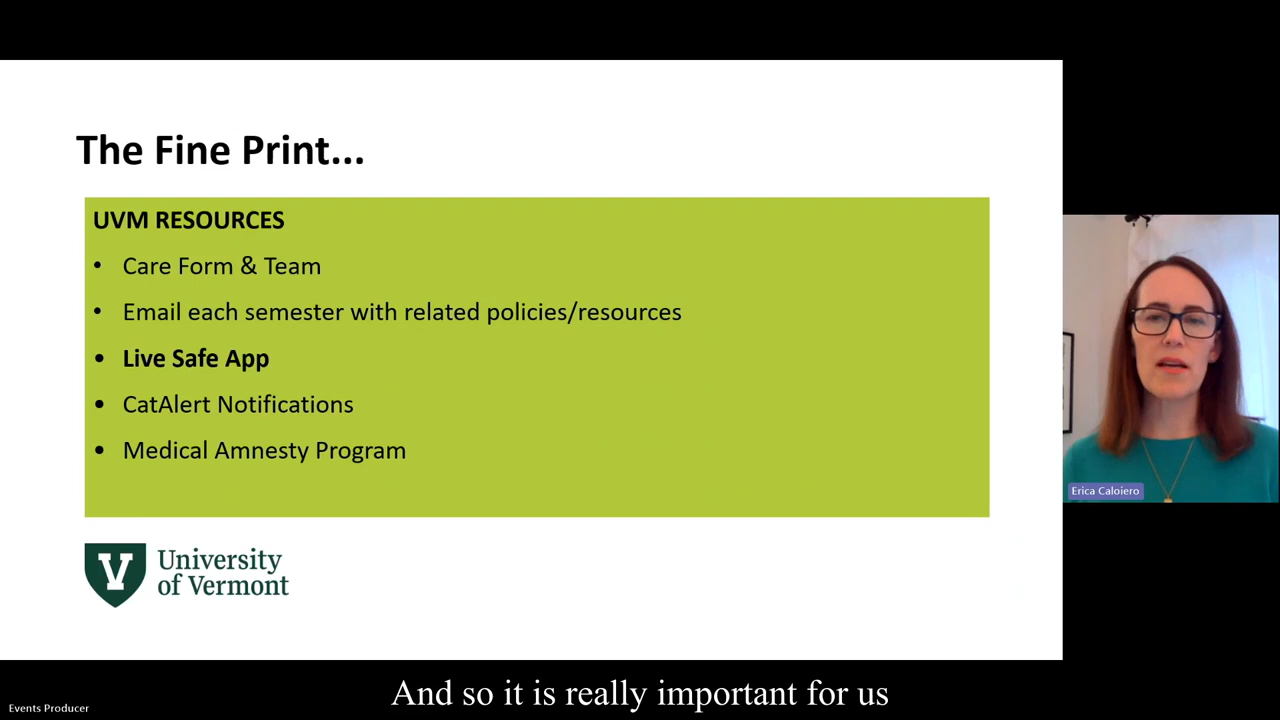 The Fine Print...
UVM RESOURCES
• Care Form & Team
• Email each semester with related policies/resources
• Live Safe App
• CatAlert Notifications
• Medical Amnesty Program
V University
of Vermont
Erica Caloiero
And so it is really important for us
Events Producer